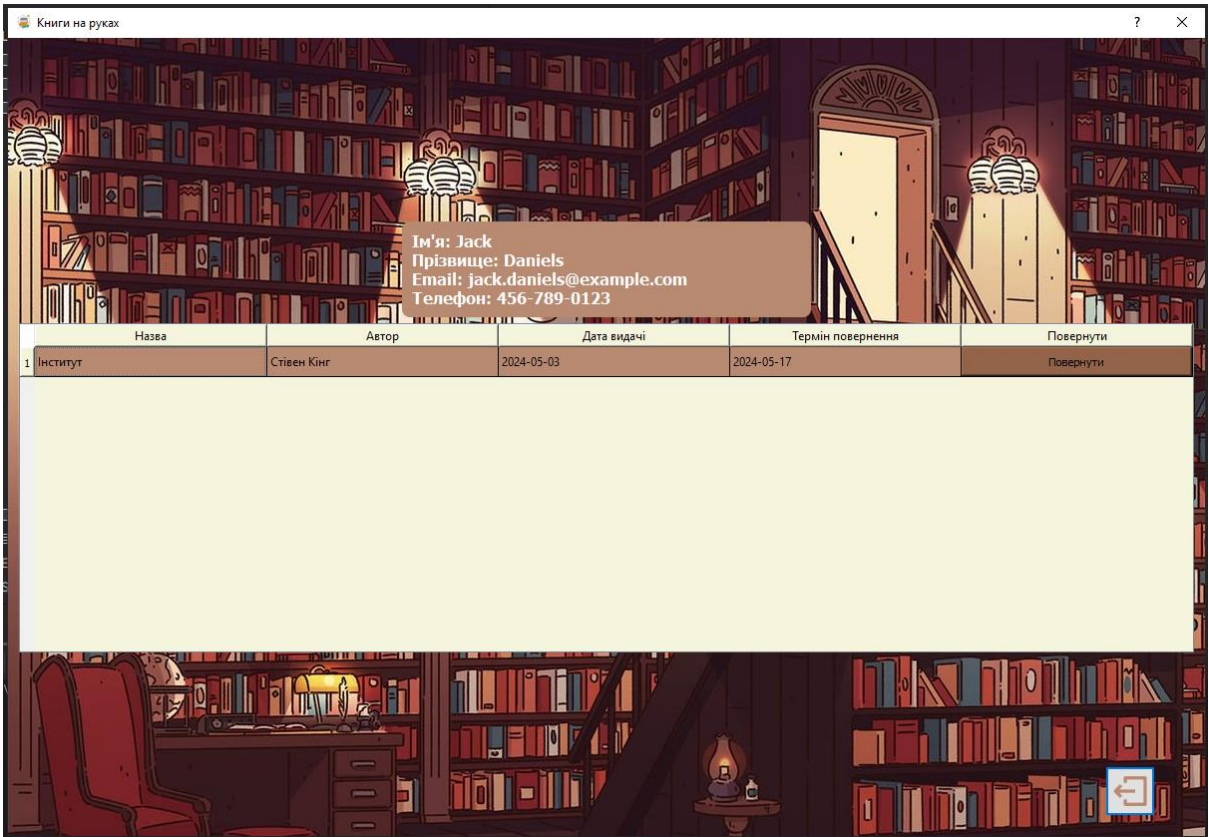 Книги на руках
?
Ім'я: Jack
Прізвище: Daniels
Email: jack.daniels@example.com
Телефон: 456-789-0123
Назва Автор Дата видачі Термін повернення Повернути
1 Інститут Стівен Кінг 2024-05-03 2024-05-17 Повернути